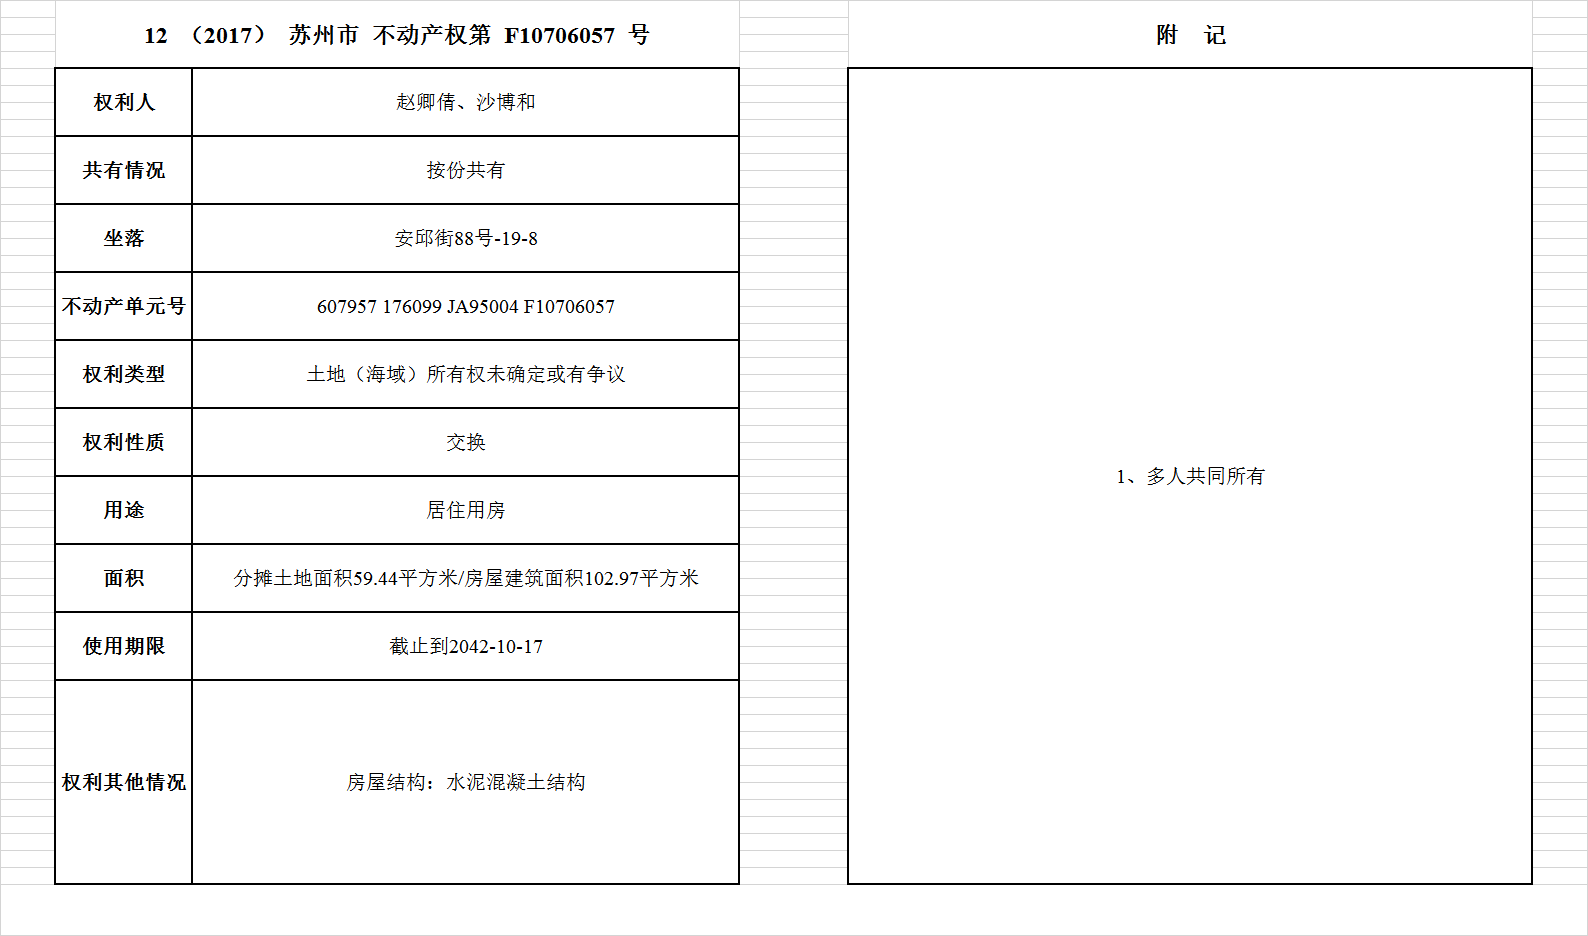 12 （2017） 苏州市 不动产权第 F10706057 号
权利人 赵卿倩、沙博和
共有情况 按份共有
坐落 安邱街88号-19-8
不动产单元号 607957 176099 JA95004 F10706057
权利类型 土地（海域）所有权未确定或有争议
权利性质 交换
用途 居住用房
面积 分摊土地面积59.44平方米/房屋建筑面积102.97平方米
使用期限 截止到2042-10-17
权利其他情况 房屋结构：水泥混凝土结构
附 记
1、多人共同所有